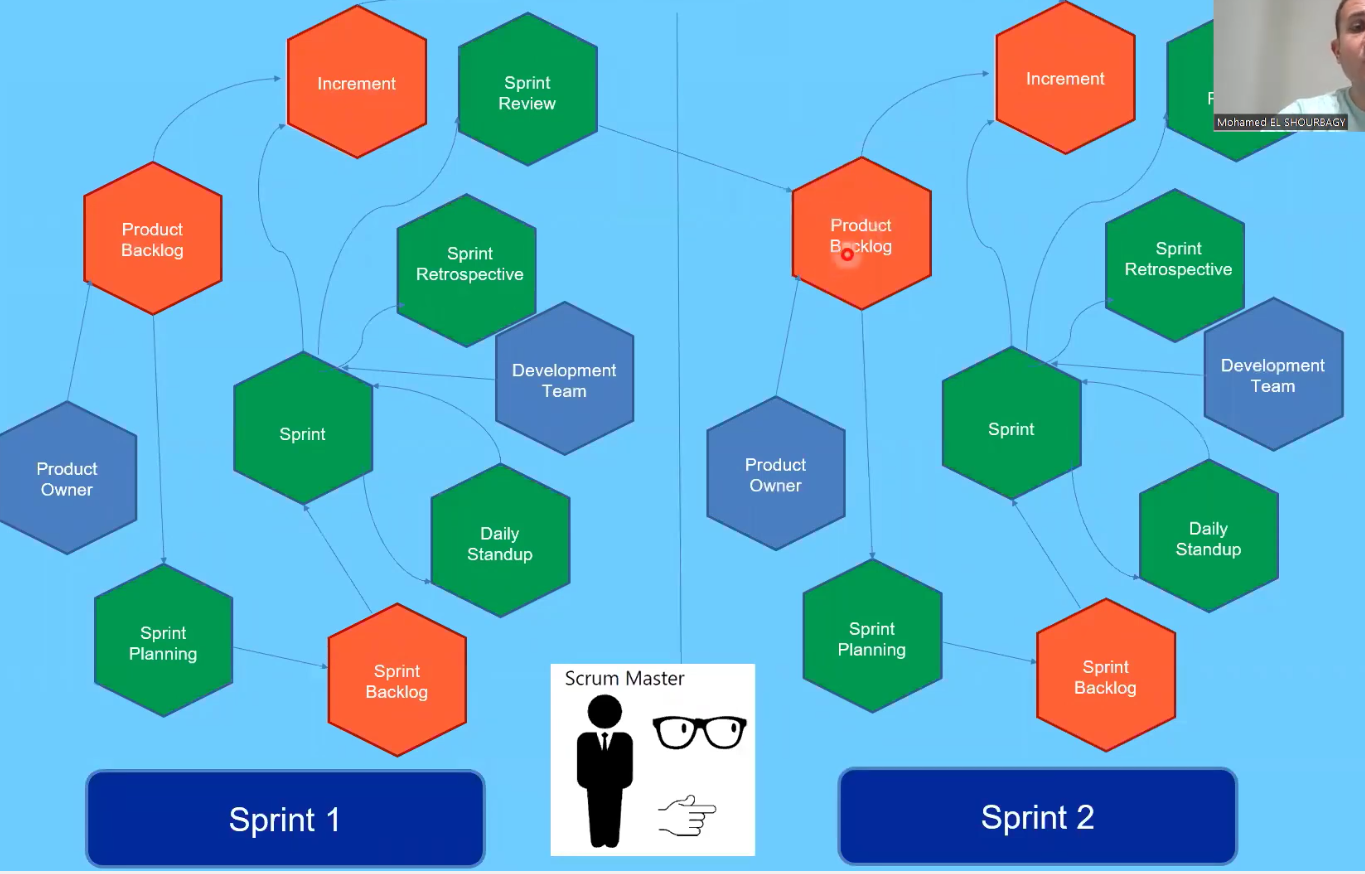 Increment
Sprint
Review
Product
Backlog
Sprint
Retrospective
Development
Team
Sprint
Product
Owner
Daily
Standup
Sprint
Planning
Sprint
Backlog
Sprint 1
Scrum Master
Increment
Mohamed EL SHOURBAGY
Product
Backlog
Sprint
Retrospective
Development
Team
Sprint
Product
Owner
Daily
Standup
Sprint
Planning
Sprint
Backlog
Sprint 2